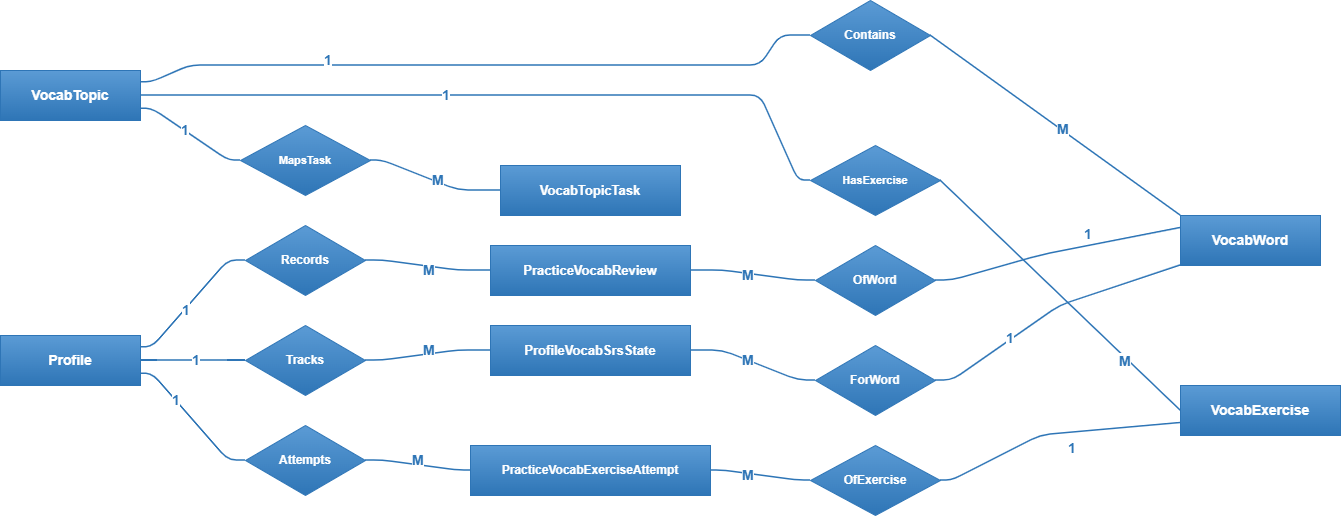 Contains
1
VocabTopic
1
M
1
MapsTask
HasExercise
M
VocabTopicTask
1
VocabWord
Records
M
PracticeVocabReview
M
OfWord
1
1
Profile
1
Tracks
M
ProfileVocabSrsState
M
ForWord
M
1
VocabExercise
Attempts
M
PracticeVocabExerciseAttempt
M
OfExercise
1